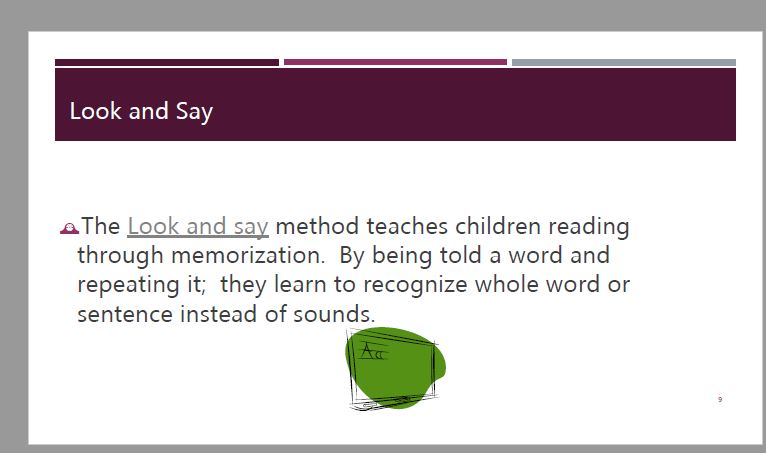 Look and Say
The Look and say method teaches children reading
through memorization.  By being told a word and
repeating it;  they learn to recognize whole word or
sentence instead of sounds.
Aa
9